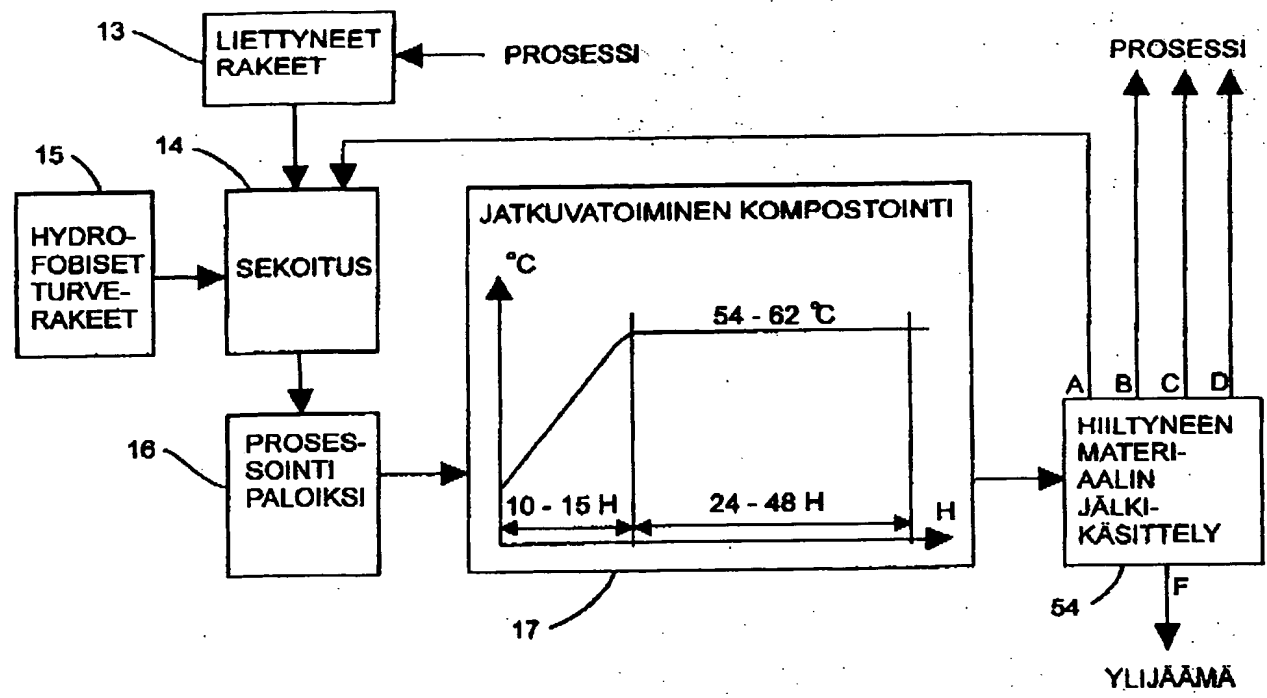 13
LIETTYNEET
RAKEET
PROSESSI
PROSESSI
15
14
HYDRO-
FOBISET
TURVE-
RAKEET
SEKOITUS
JATKUVATOIMINEN KOMPOSTOINTI
°C
54 - 62 °C
10 - 15 H
24 - 48 H
H
16
PROSES-
SOINTI
PALOIKSI
17
A B C D
HIILTYNEEN
MATERI-
AALIN
JÄLKI-
KÄSITTELY
54
F
YLIJÄÄMÄ